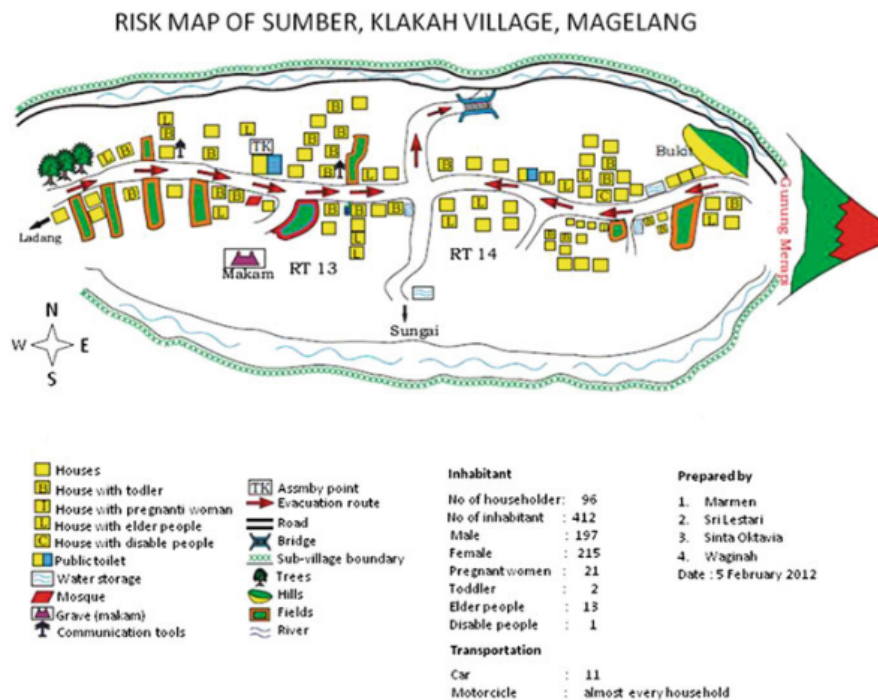 RISK MAP OF SUMBER, KLAKAH VILLAGE, MAGELANG
L
B
L
B
B
L
B
TK
B
B
B
B
B
Bukit
Gunung Merapi
Ladang
Makam
RT 13
RT 14
Sungai
N
W E
S
Houses
B House with todler
House with pregnanti woman
L House with elder people
C House with disable people
Public toilet
Water storage
Mosque
Grave (makam)
Communication tools
TK Assmby point
Evacuation route
Road
Bridge
Sub-village boundary
Trees
Hills
Fields
River
Inhabitant
No of householder: 96
No of inhabitant : 412
Male : 197
Female : 215
Pregnant women : 21
Toddler : 2
Elder people : 13
Disable people : 1
Transportation
Car : 11
Motorcicle : almost every household
Prepared by
1. Marmen
2. Sri Lestari
3. Sinta Oktavia
4. Waginah
Date : 5 February 2012